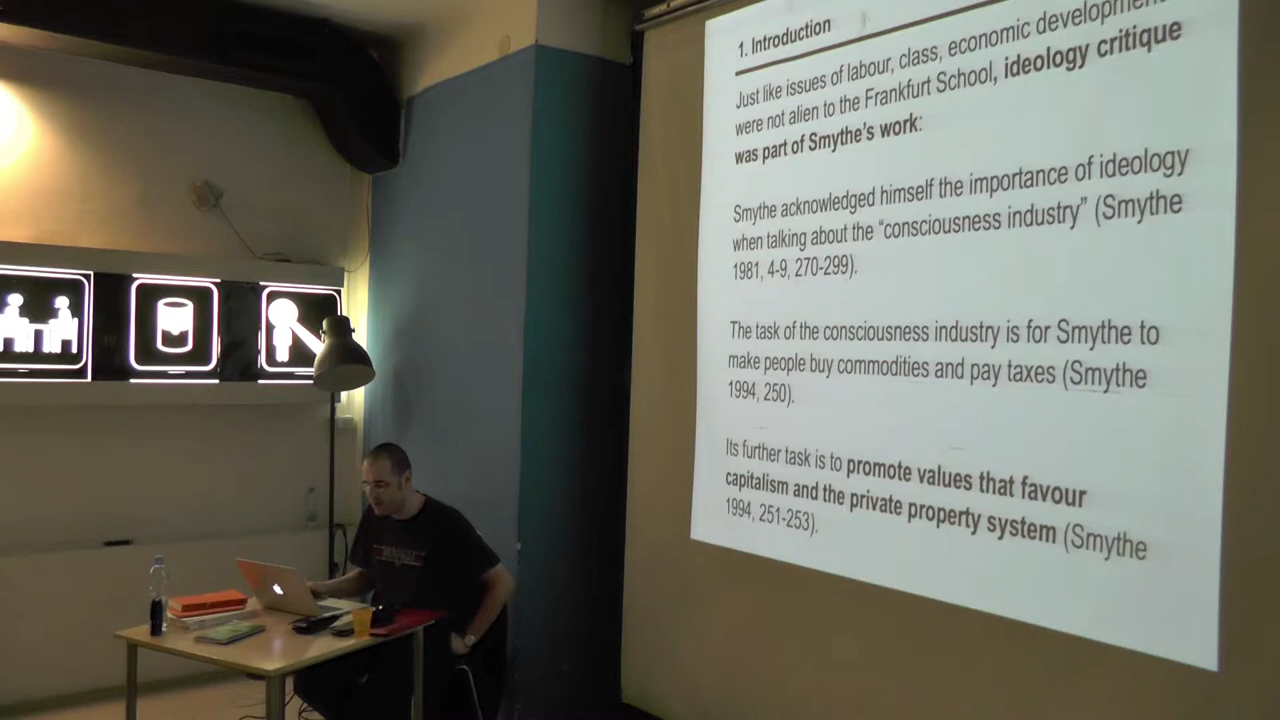 1. Introduction
Just like issues of labour, class, economic
were not alien to the Frankfurt School, ideology critique
was part of Smythe's work:
Smythe acknowledged himself the importance of ideology
when talking about the "consciousness industry" (Smythe
1981, 4-9, 270-299).
The task of the consciousness industry is for Smythe to
make people buy commodities and pay taxes (Smythe
1994, 250).
Its further task is to promote values that favour
capitalism and the private property system (Smythe
1994, 251-253).